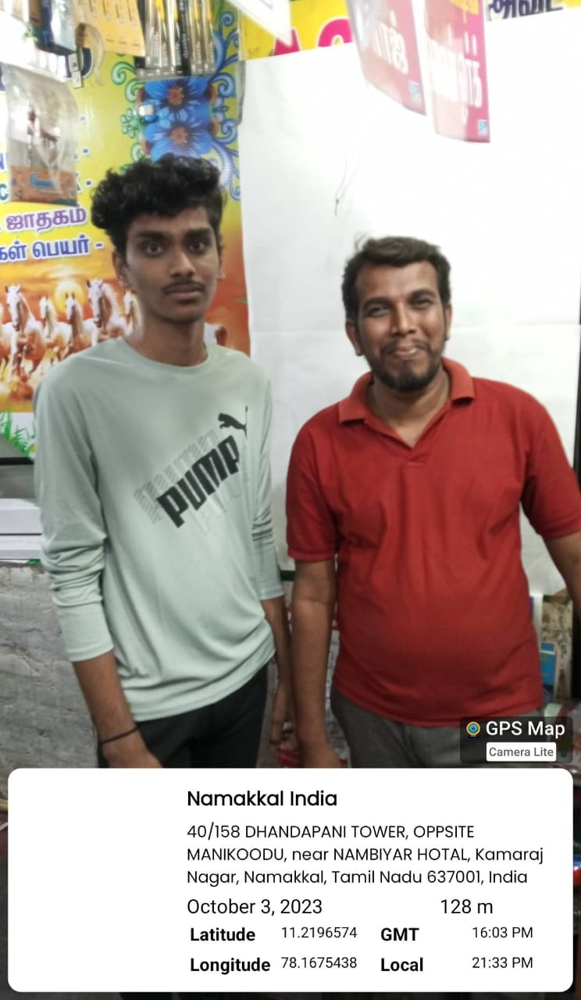 அவட்
ராஜ்
ஜாதகம்
கள் பெயர் -
PUMA
GPS Map
Camera Lite
Namakkal India
40/158 DHANDAPANI TOWER, OPPSITE
MANIKOODU, near NAMBIYAR HOTAL, Kamaraj
Nagar, Namakkal, Tamil Nadu 637001, India
October 3, 2023 128 m
Latitude 11.2196574 GMT 16:03 PM
Longitude 78.1675438 Local 21:33 PM